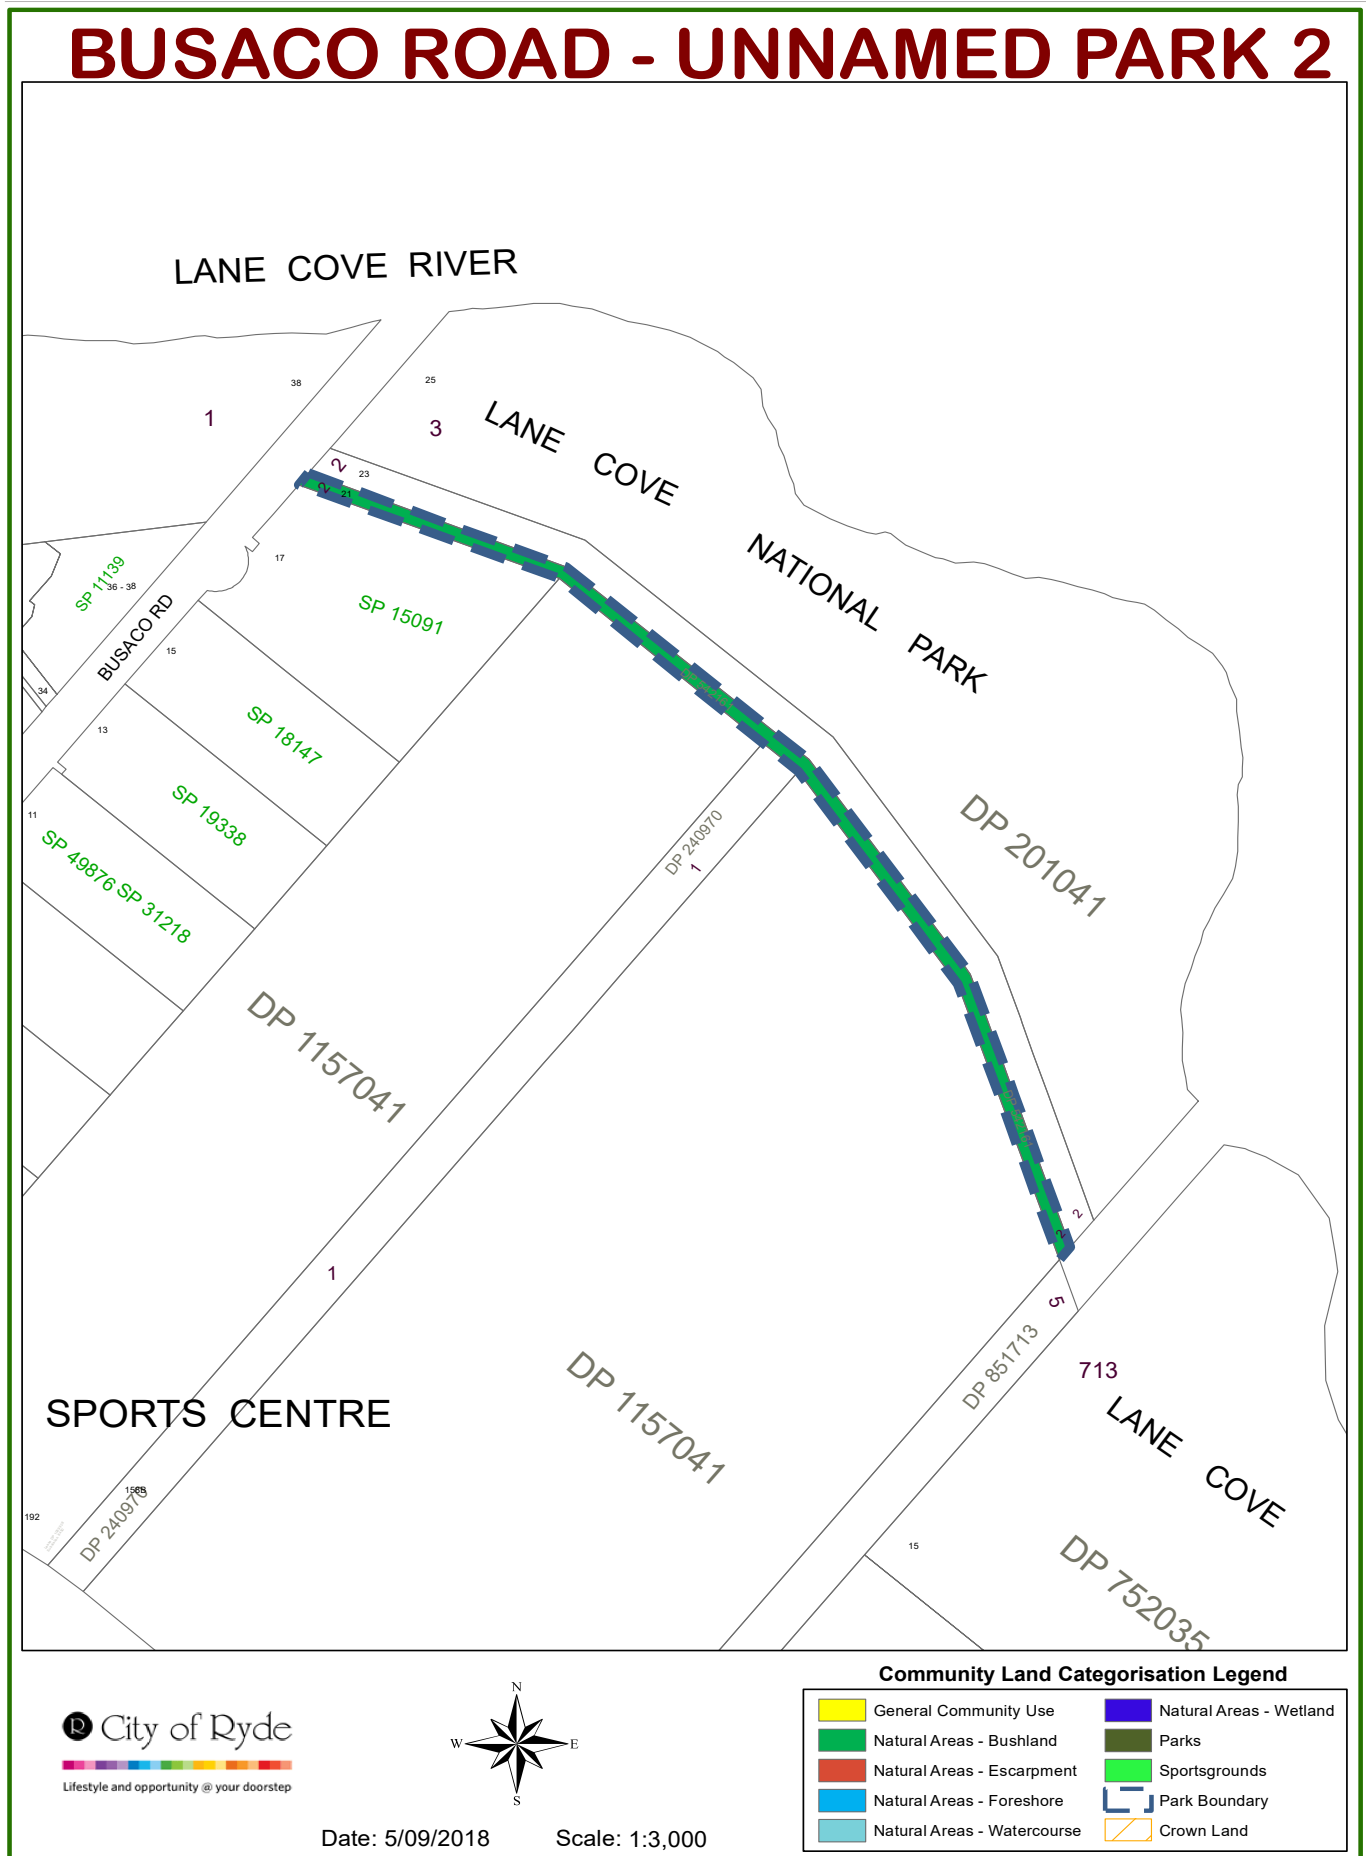 BUSACO ROAD - UNNAMED PARK 2
LANE COVE RIVER
38
25
1
3
LANE COVE NATIONAL PARK
2
23
2
21
17
SP 11139
36 - 38
BUSACO RD
SP 15091
15
34
SP 18147
13
SP 19338
11
SP 49876
SP 31218
DP 240970
1
DP 201041
DP 1157041
2
2
1
5
DP 851713
713
DP 1157041
LANE COVE
SPORTS CENTRE
158B
192
DP 240970
15
DP 752035
Community Land Categorisation Legend
General Community Use
Natural Areas - Bushland
Natural Areas - Escarpment
Natural Areas - Foreshore
Natural Areas - Watercourse
Natural Areas - Wetland
Parks
Sportsgrounds
Park Boundary
Crown Land
R City of Ryde
Lifestyle and opportunity @ your doorstep
N
W
E
S
Date: 5/09/2018
Scale: 1:3,000